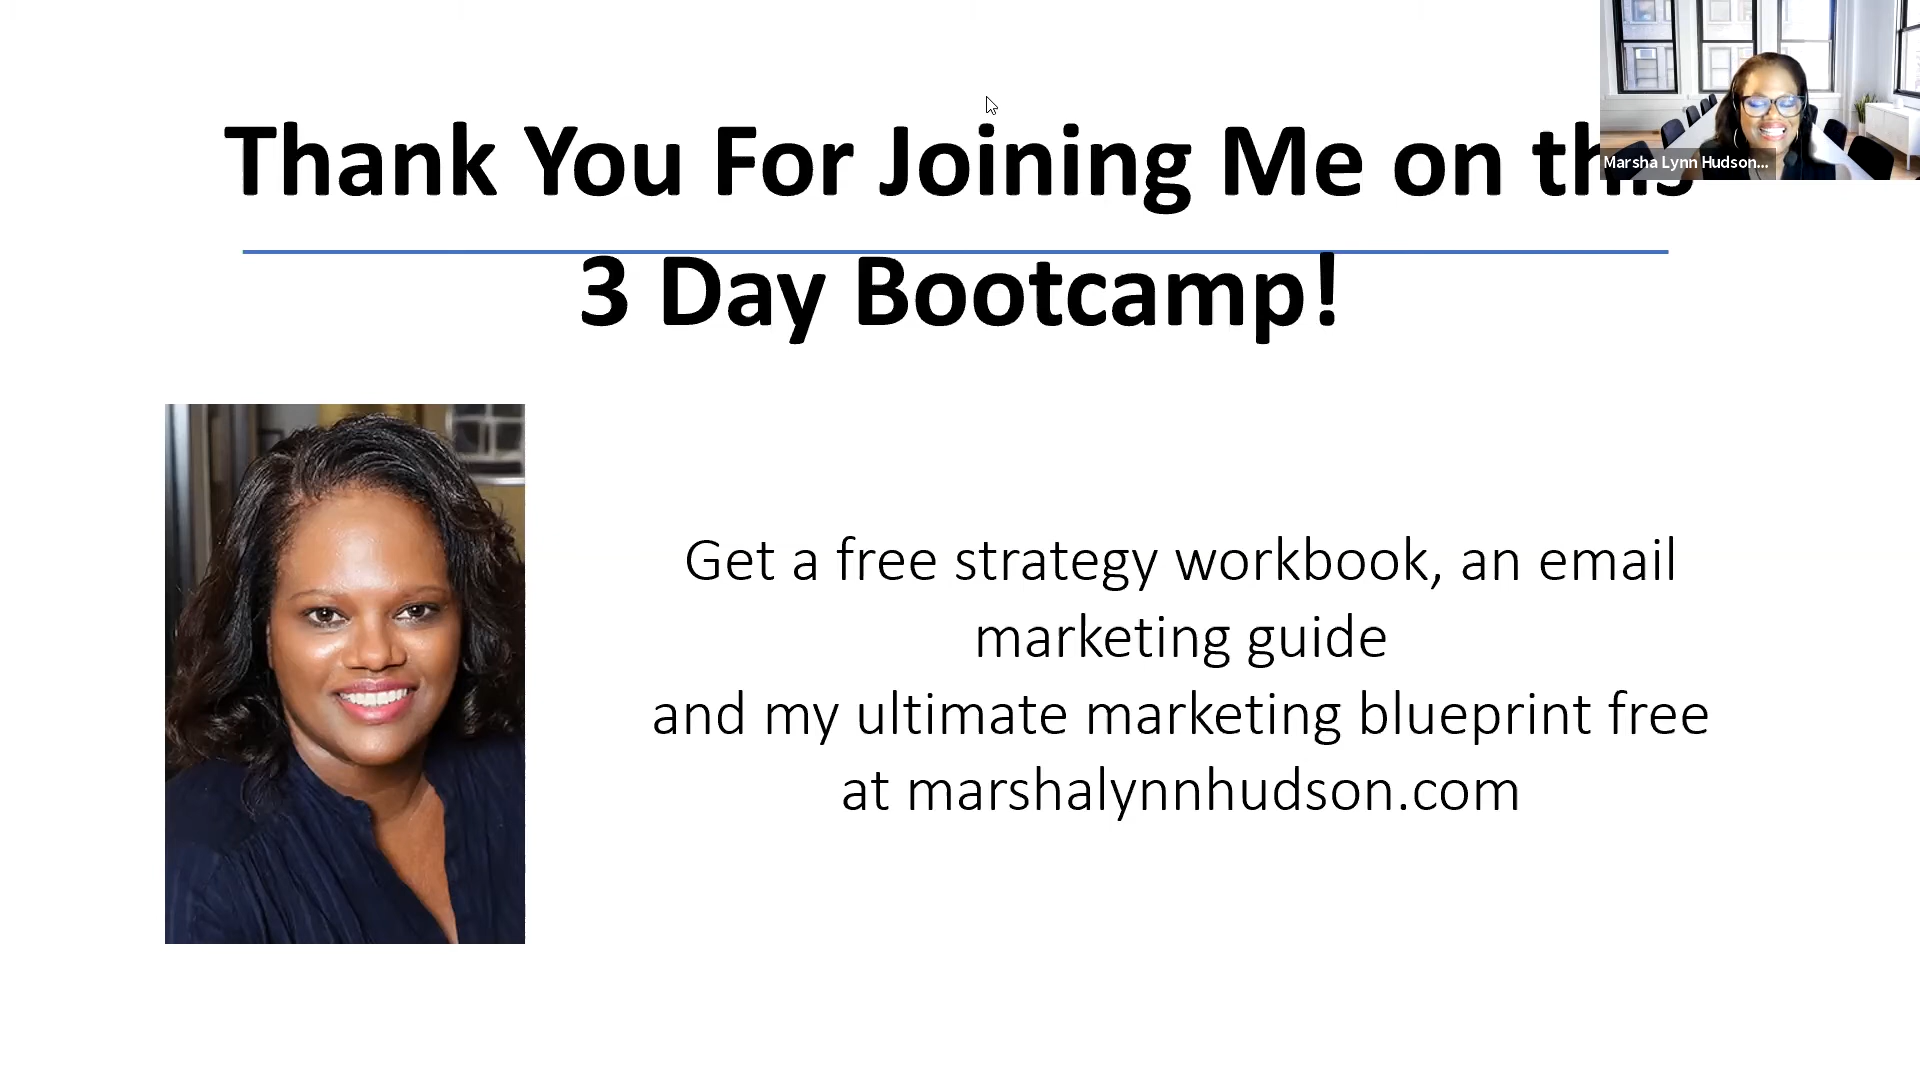 Thank You For Joining Me on this
3 Day Bootcamp!
Marsha Lynn Hudson...
Get a free strategy workbook, an email
marketing guide
and my ultimate marketing blueprint free
at marshalynnhudson.com